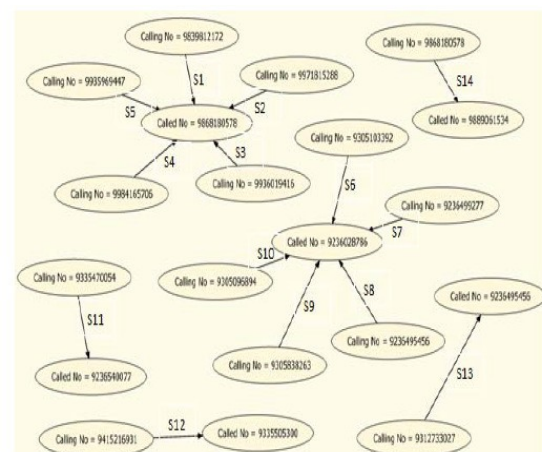 Calling No = 9839812172
Calling No = 9868180578
Calling No = 9935969447
S1
Calling No = 9971815288
S14
S5
S2
Called No = 9868180578
Called No = 9889061534
S4
S3
Calling No = 9305103392
Calling No = 9984165706
Calling No = 9936019416
S6
Calling No = 9236499277
S7
Called No = 9236028786
S10
Calling No = 9335470054
Calling No = 9305096894
Called No = 9236495456
S9
S8
S11
Calling No = 9236495456
Called No = 9236540077
Calling No = 9305838263
S13
S12
Calling No = 9415216931
Called No = 9335505300
Calling No = 9312733027